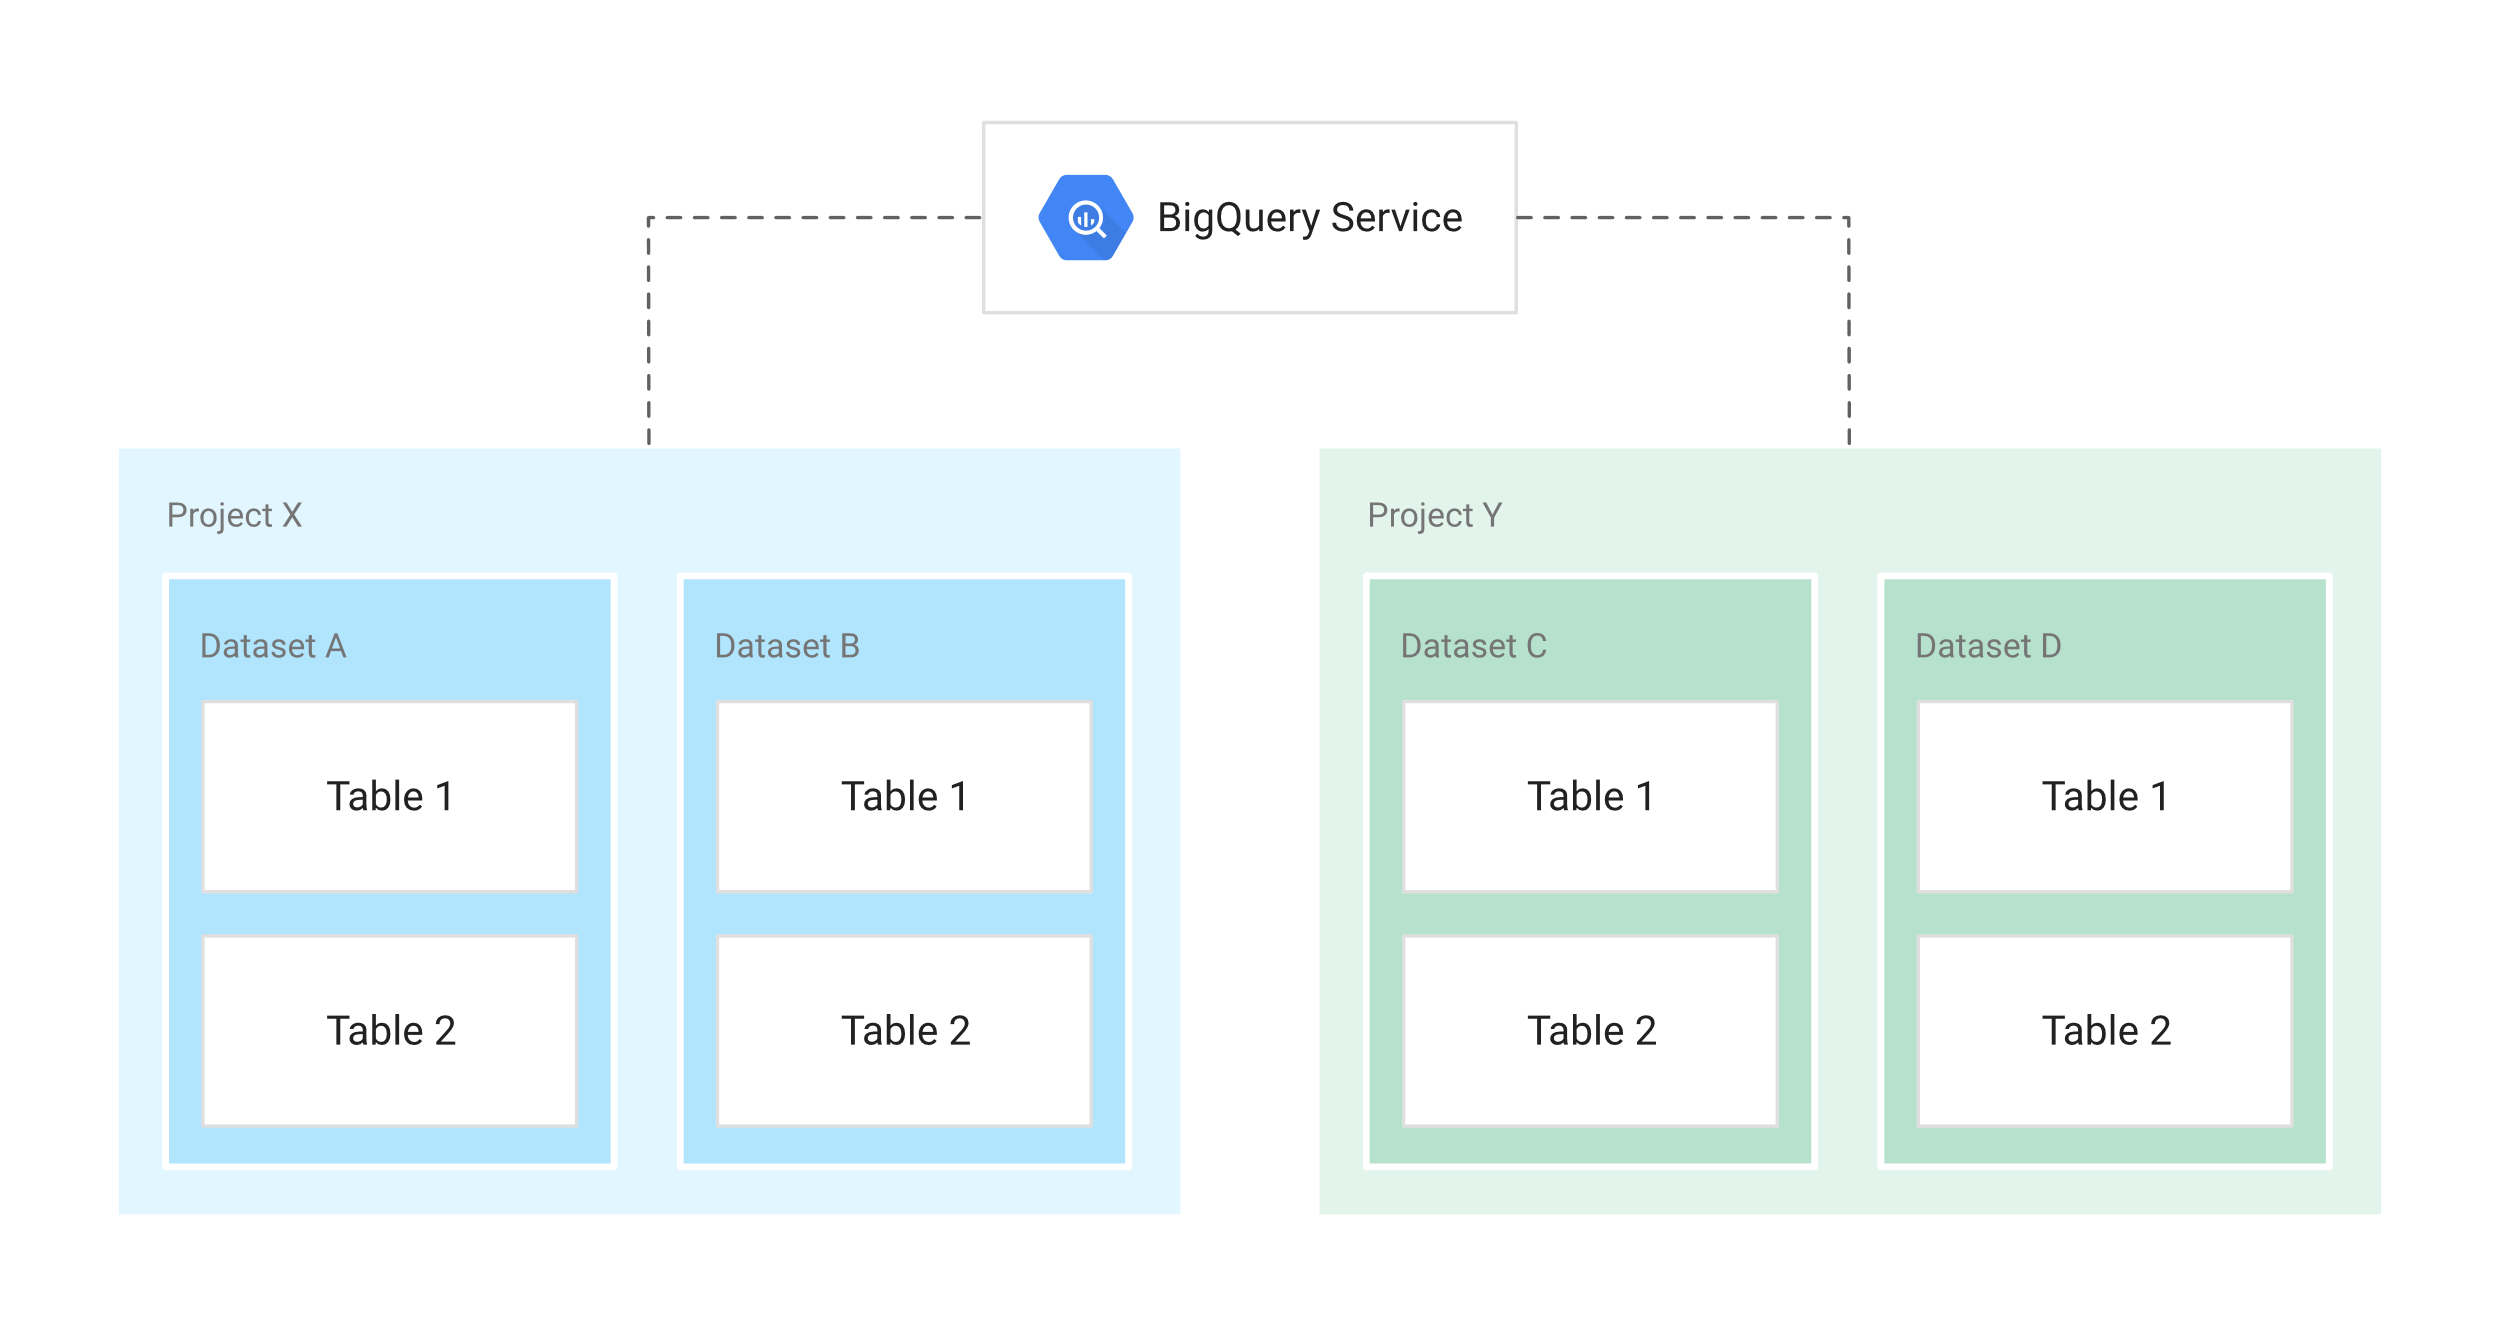 BigQuery Service
Project X
Dataset A
Table 1
Table 2
Dataset B
Table 1
Table 2
Project Y
Dataset C
Table 1
Table 2
Dataset D
Table 1
Table 2